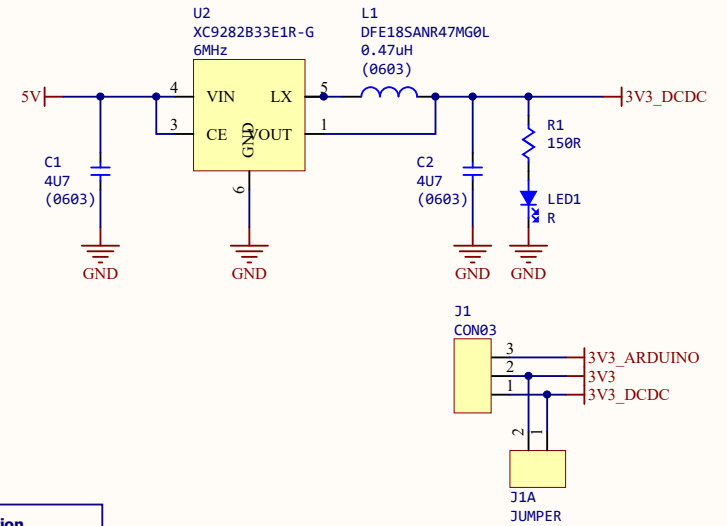 U2
XC9282B33E1R-G
6MHz
L1
DFE18SANR47MG0L
0.47uH
(0603)
5V
4
VIN
LX
5
3V3_DCDC
3
CE
VOUT
1
GND
6
C1
4U7
(0603)
C2
4U7
(0603)
R1
150R
LED1
R
GND
GND
GND
GND
J1
CON03
3
3V3_ARDUINO
2
3V3
1
3V3_DCDC
2
1
J1A
JUMPER
ion